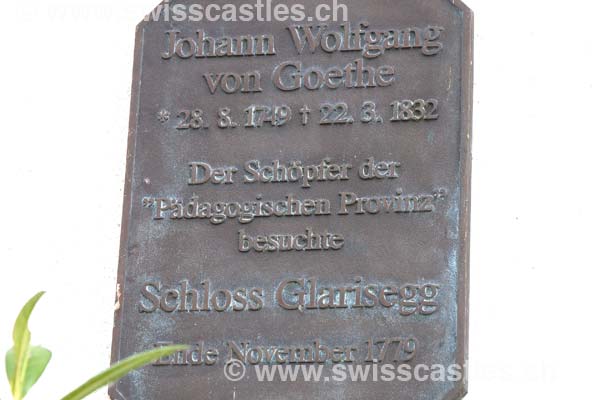 © www.swisscastles.ch
Johann Wolfgang
von Goethe
* 28. 8. 1749 † 22. 3. 1832
Der Schöpfer der
"Pädagogischen Provinz"
besuchte
Schloss Glarisegg
Ende November 1779
© www.swisscastles.ch